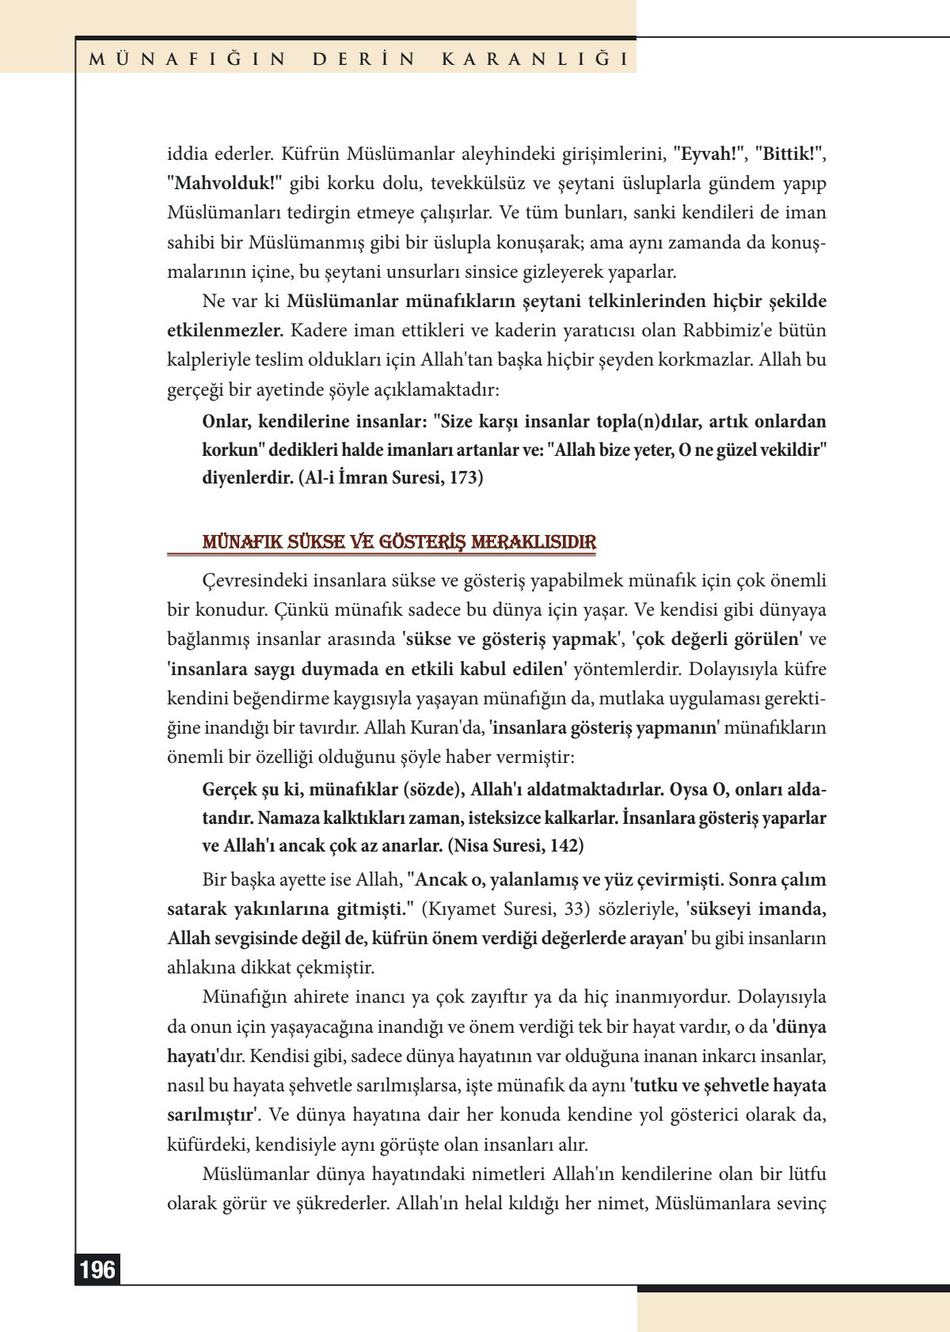 MÜNAFIĞIN DERİN KARANLIĞI
iddia ederler. Küfrün Müslümanlar aleyhindeki girişimlerini, "Eyvah!", "Bittik!",
"Mahvolduk!" gibi korku dolu, tevekkülsüz ve şeytani üsluplarla gündem yapıp
Müslümanları tedirgin etmeye çalışırlar. Ve tüm bunları, sanki kendileri de iman
sahibi bir Müslümanmış gibi bir üslupla konuşarak; ama aynı zamanda da konuş-
malarının içine, bu şeytani unsurları sinsice gizleyerek yaparlar.
Ne var ki Müslümanlar münafıkların şeytani telkinlerinden hiçbir şekilde
etkilenmezler. Kadere iman ettikleri ve kaderin yaratıcısı olan Rabbimiz'e bütün
kalpleriyle teslim oldukları için Allah'tan başka hiçbir şeyden korkmazlar. Allah bu
gerçeği bir ayetinde şöyle açıklamaktadır:
Onlar, kendilerine insanlar: "Size karşı insanlar topla(n)dılar, artık onlardan
korkun" dedikleri halde imanları artanlar ve: "Allah bize yeter, O ne güzel vekildir"
diyenlerdir. (Al-i İmran Suresi, 173)
MÜNAFIK SÜKSE VE GÖSTERİŞ MERAKLISIDIR
Çevresindeki insanlara sükse ve gösteriş yapabilmek münafık için çok önemli
bir konudur. Çünkü münafık sadece bu dünya için yaşar. Ve kendisi gibi dünyaya
bağlanmış insanlar arasında 'sükse ve gösteriş yapmak', 'çok değerli görülen' ve
'insanlara saygı duymada en etkili kabul edilen' yöntemlerdir. Dolayısıyla küfre
kendini beğendirme kaygısıyla yaşayan münafığın da, mutlaka uygulaması gerekti-
ğine inandığı bir tavırdır. Allah Kuran'da, 'insanlara gösteriş yapmanın' münafıkların
önemli bir özelliği olduğunu şöyle haber vermiştir:
Gerçek şu ki, münafıklar (sözde), Allah'ı aldatmaktadırlar. Oysa O, onları alda-
tandır. Namaza kalktıkları zaman, isteksizce kalkarlar. İnsanlara gösteriş yaparlar
ve Allah'ı ancak çok az anarlar. (Nisa Suresi, 142)
Bir başka ayette ise Allah, "Ancak o, yalanlamış ve yüz çevirmişti. Sonra çalım
satarak yakınlarına gitmişti." (Kıyamet Suresi, 33) sözleriyle, 'sükseyi imanda,
Allah sevgisinde değil de, küfrün önem verdiği değerlerde arayan' bu gibi insanların
ahlakına dikkat çekmiştir.
Münafığın ahirete inancı ya çok zayıftır ya da hiç inanmıyordur. Dolayısıyla
da onun için yaşayacağına inandığı ve önem verdiği tek bir hayat vardır, o da 'dünya
hayatı'dır. Kendisi gibi, sadece dünya hayatının var olduğuna inanan inkarcı insanlar,
nasıl bu hayata şehvetle sarılmışlarsa, işte münafık da aynı 'tutku ve şehvetle hayata
sarılmıştır'. Ve dünya hayatına dair her konuda kendine yol gösterici olarak da,
küfürdeki, kendisiyle aynı görüşte olan insanları alır.
Müslümanlar dünya hayatındaki nimetleri Allah'ın kendilerine olan bir lütfu
olarak görür ve şükrederler. Allah'ın helal kıldığı her nimet, Müslümanlara sevinç
196